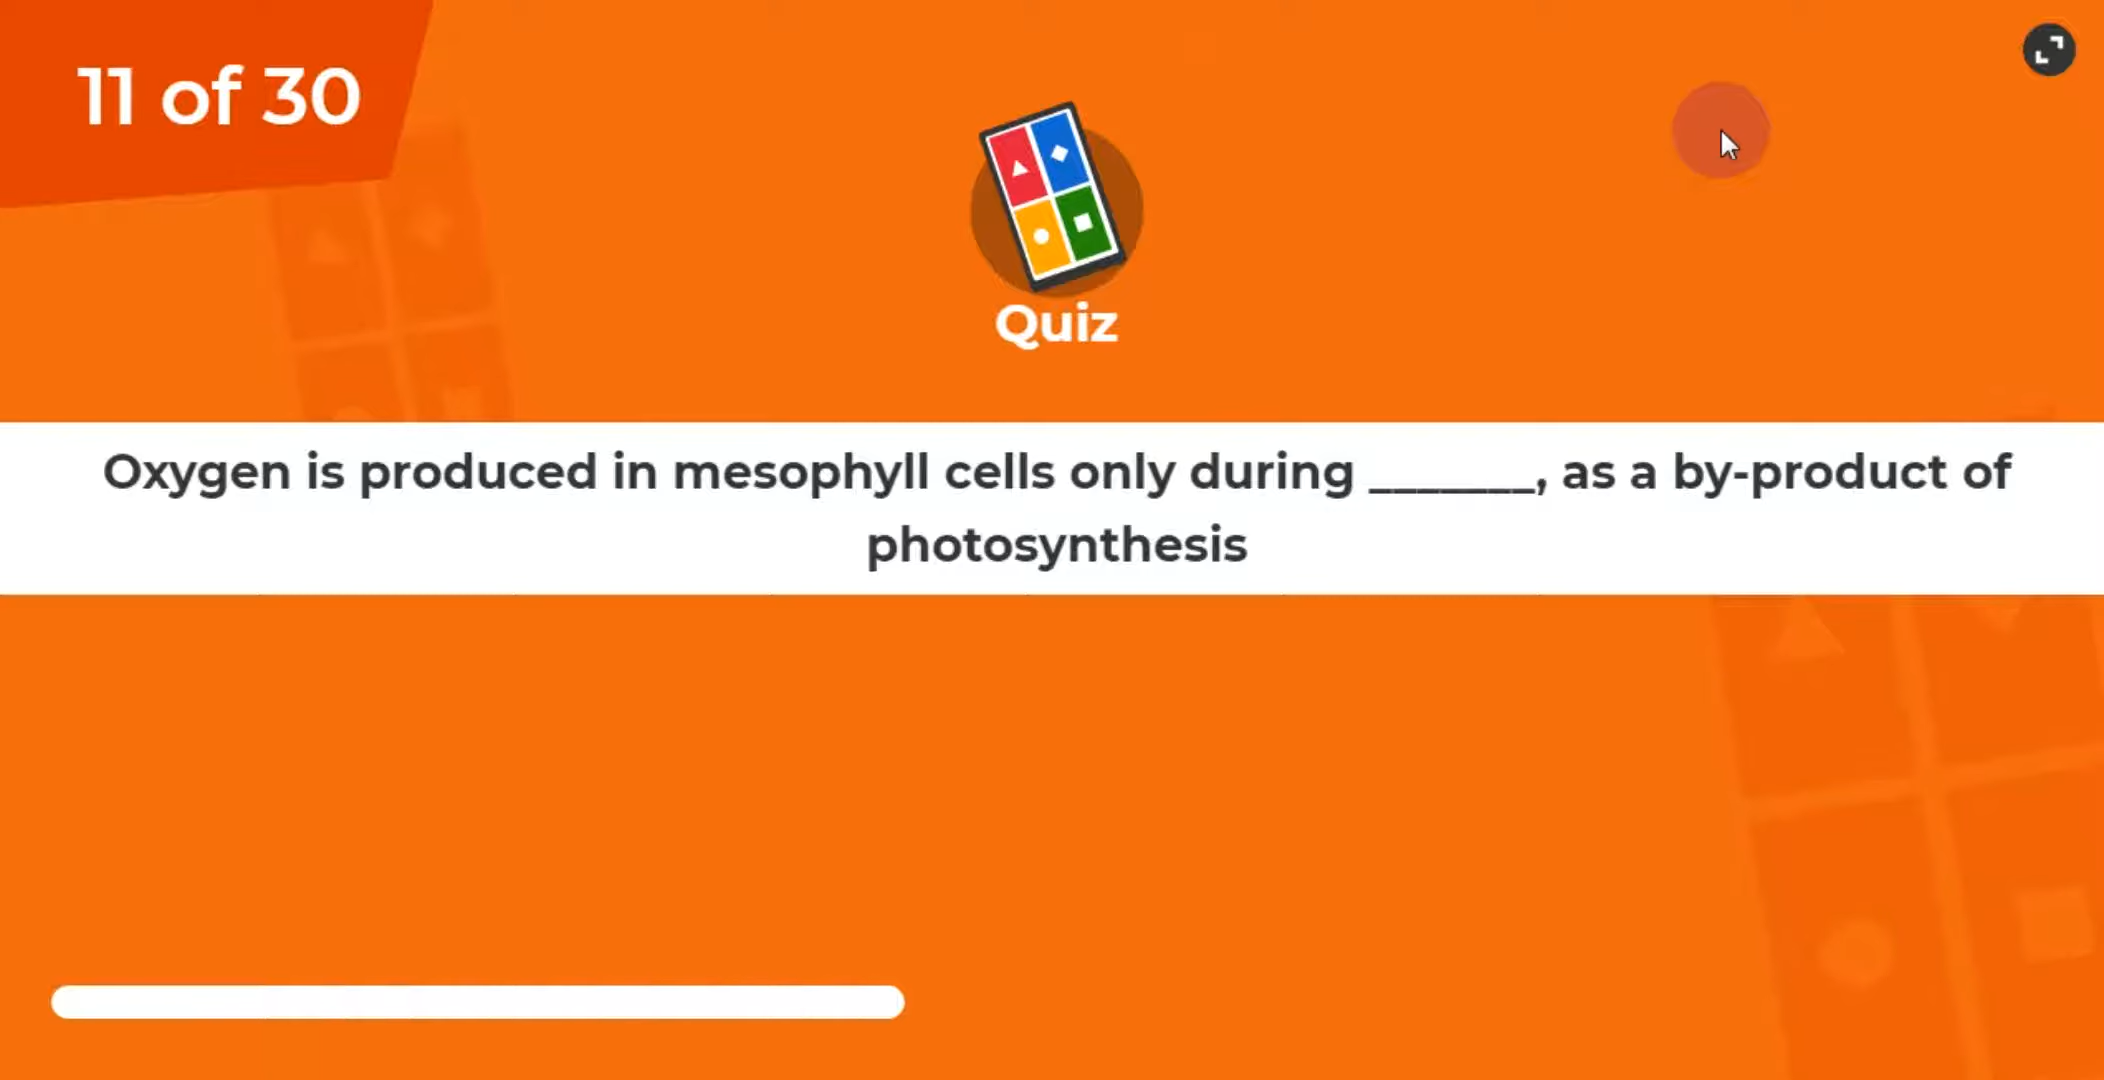 11 of 30
Quiz
Oxygen is produced in mesophyll cells only during _______, as a by-product of
photosynthesis